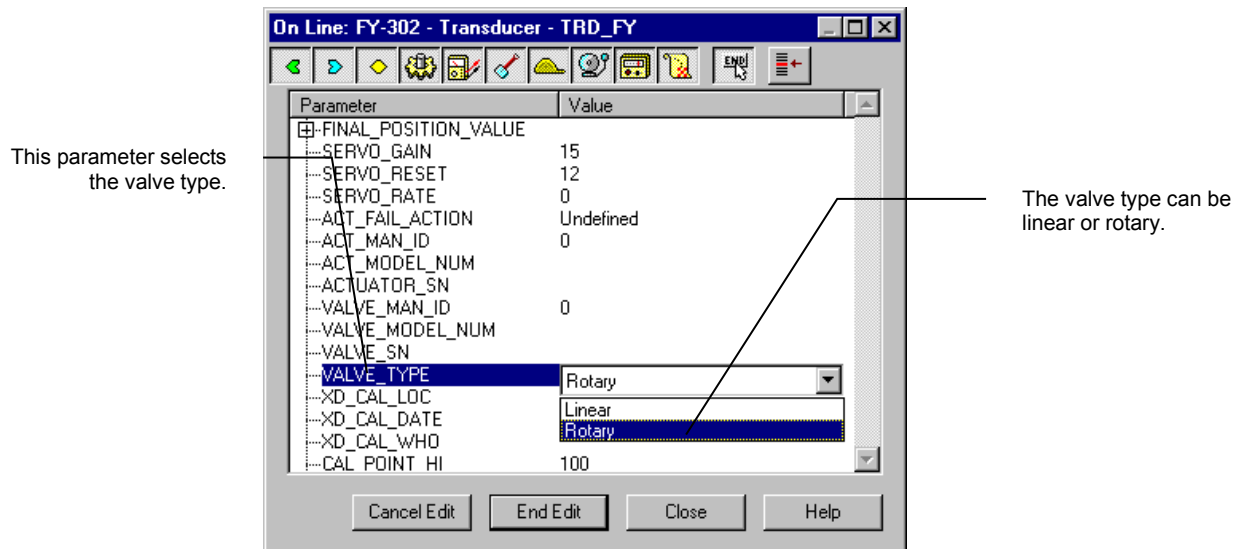 On Line: FY-302 - Transducer - TRD_FY
END
Parameter Value
FINAL_POSITION_VALUE
SERVO_GAIN 15
SERVO_RESET 12
SERVO_RATE 0
ACT_FAIL_ACTION Undefined
ACT_MAN_ID 0
ACT_MODEL_NUM
ACTUATOR_SN
VALVE_MAN_ID 0
VALVE_MODEL_NUM
VALVE_SN
VALVE_TYPE Rotary
XD_CAL_LOC
Linear
XD_CAL_DATE
Rotary
XD_CAL_WHO
CAL_POINT_HI 100
Cancel Edit End Edit Close Help
This parameter selects
the valve type.
The valve type can be
linear or rotary.